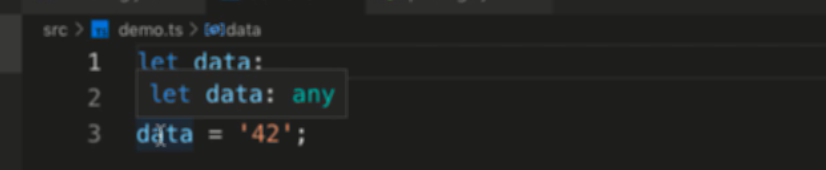 src > demo.ts > data
1 let data:
let data: any
2
3 data = '42';